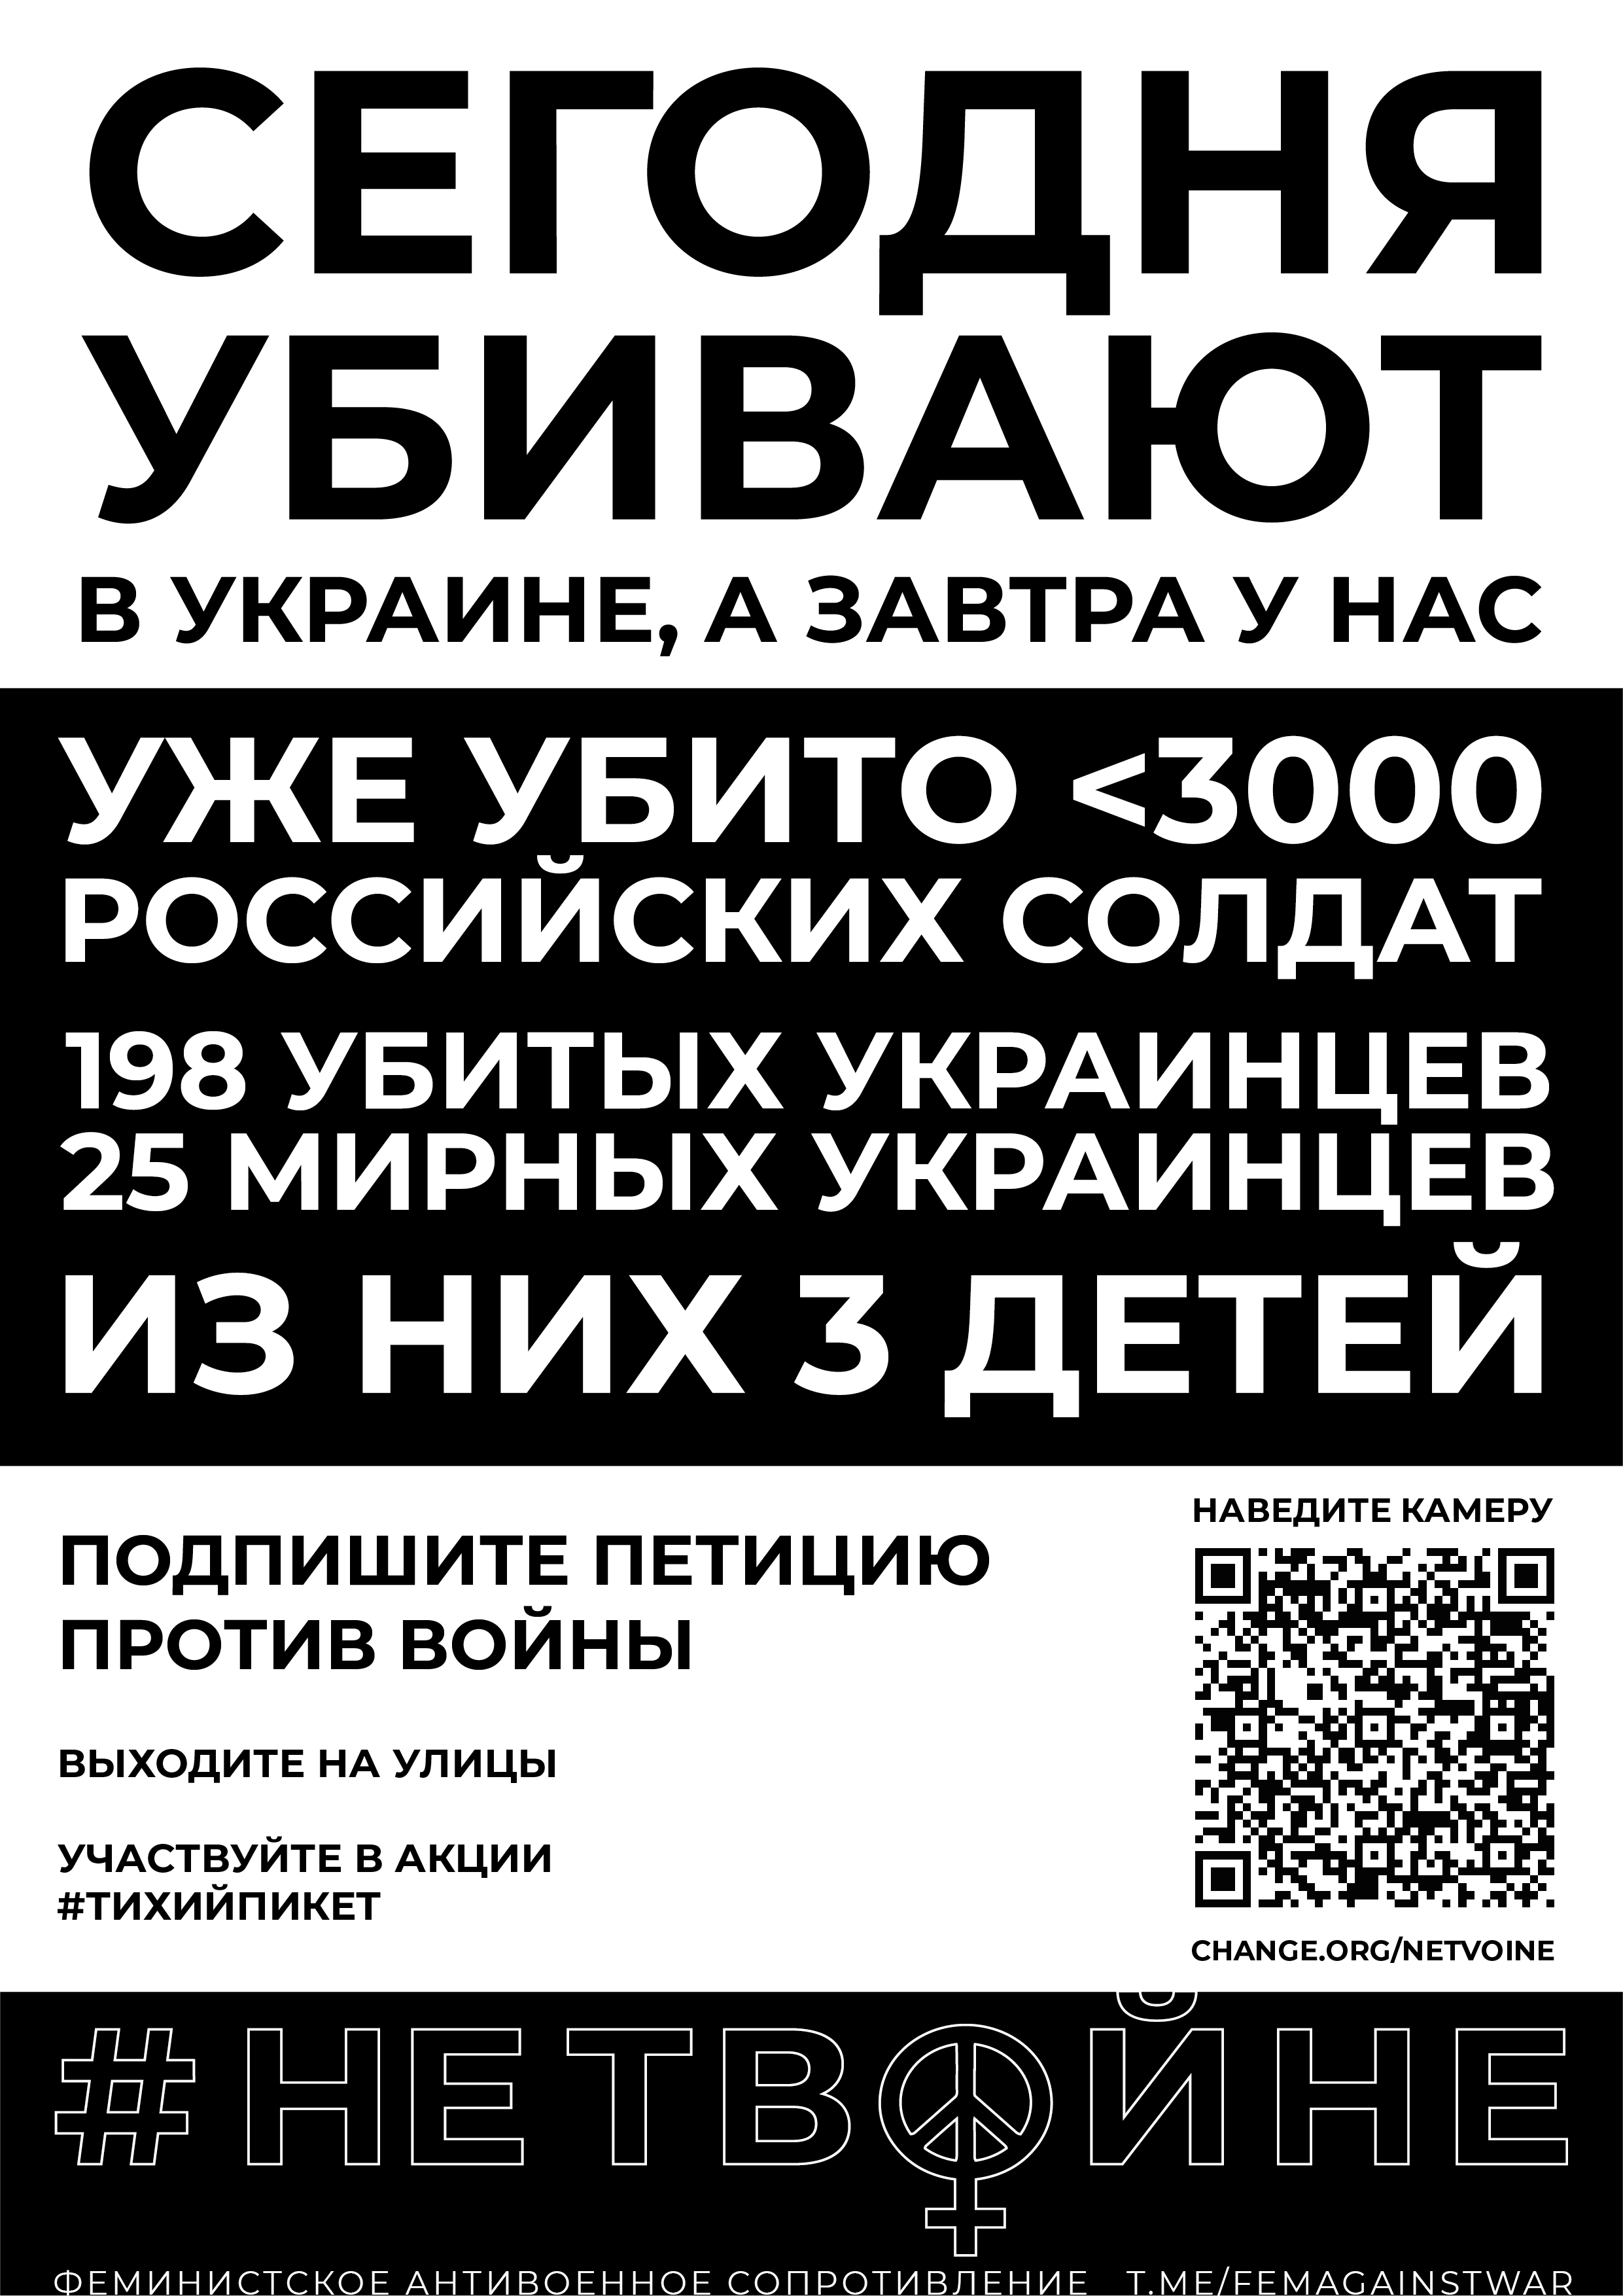 СЕГОДНЯ
УБИВАЮТ
В УКРАИНЕ, А ЗАВТРА У НАС
УЖЕ УБИТО <3000
РОССИЙСКИХ СОЛДАТ
198 УБИТЫХ УКРАИНЦЕВ
25 МИРНЫХ УКРАИНЦЕВ
ИЗ НИХ 3 ДЕТЕЙ
ПОДПИШИТЕ ПЕТИЦИЮ
ПРОТИВ ВОЙНЫ
ВЫХОДИТЕ НА УЛИЦЫ
УЧАСТВУЙТЕ В АКЦИИ
#ТИХИЙПИКЕТ
НАВЕДИТЕ КАМЕРУ
CHANGE.ORG/NETVOINE
#НЕТВОЙНЕ
ФЕМИНИСТСКОЕ АНТИВОЕННОЕ СОПРОТИВЛЕНИЕ T.ME/FEMAGAINSTWAR